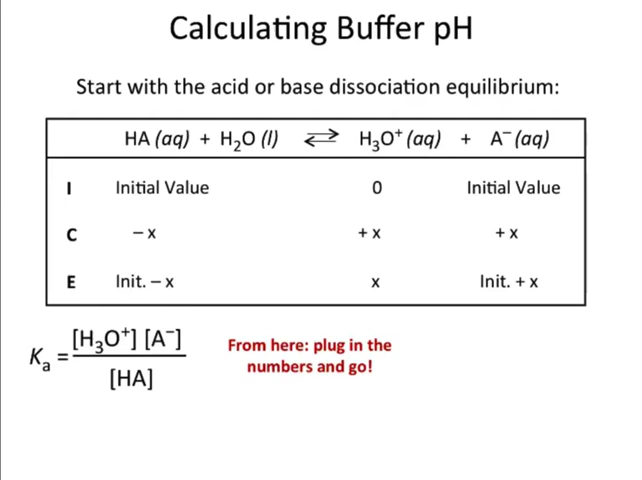 Calculating Buffer pH
Start with the acid or base dissociation equilibrium:
HA (aq) + H₂O (l) ⇌ H₃O⁺ (aq) + A⁻ (aq)
I Initial Value 0 Initial Value
C − x + x + x
E Init. − x x Init. + x
Kₐ = [H₃O⁺] [A⁻] / [HA]
From here: plug in the
numbers and go!